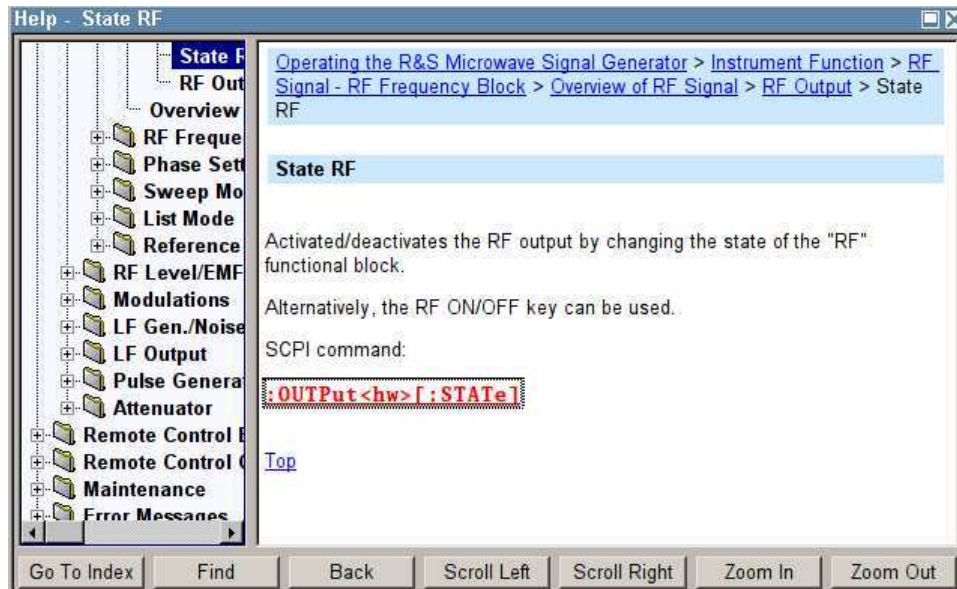 Help - State RF
State R
RF Out
Overview
RF Freque
Phase Sett
Sweep Mo
List Mode
Reference
RF Level/EMF
Modulations
LF Gen./Noise
LF Output
Pulse Genera
Attenuator
Remote Control B
Remote Control C
Maintenance
Error Messages
Operating the R&S Microwave Signal Generator > Instrument Function > RF
Signal - RF Frequency Block > Overview of RF Signal > RF Output > State
RF
State RF
Activated/deactivates the RF output by changing the state of the "RF"
functional block.
Alternatively, the RF ON/OFF key can be used.
SCPI command:
:OUTPut<hw>[:STATe]
Top
Go To Index
Find
Back
Scroll Left
Scroll Right
Zoom In
Zoom Out